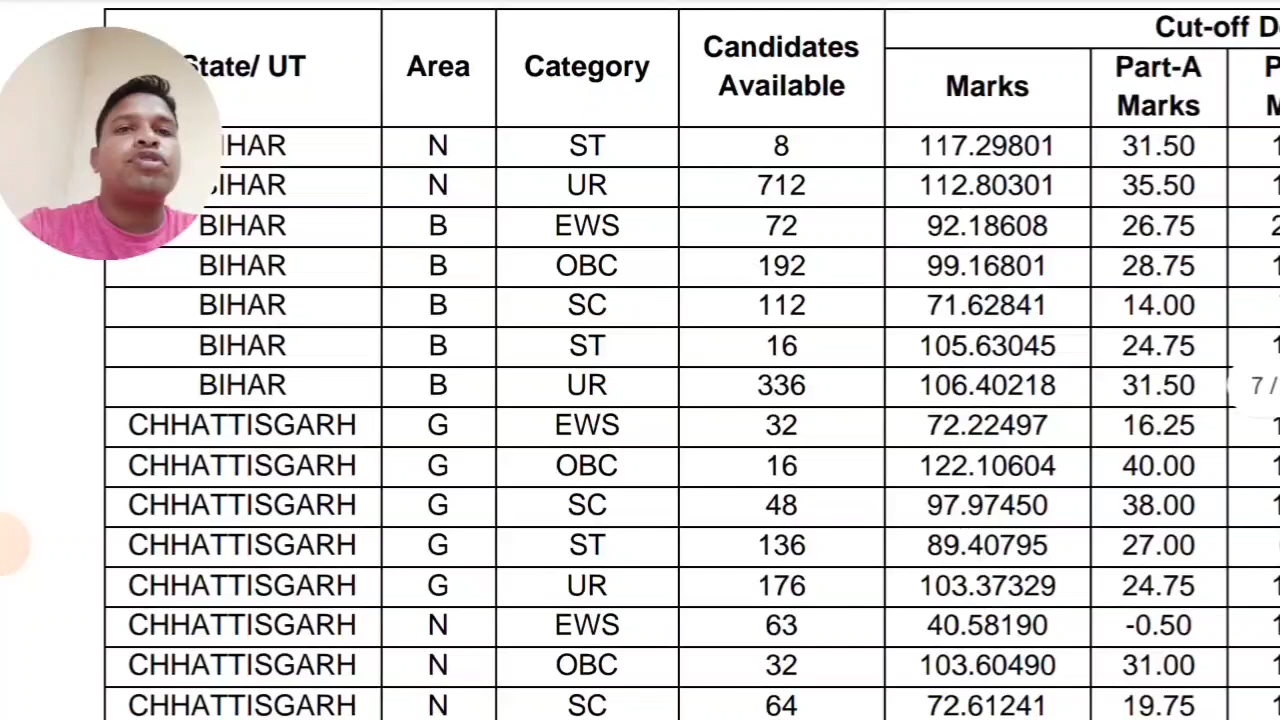 State/ UT Area Category Candidates Available Cut-off
Marks Part-A Marks
BIHAR N ST 8 117.29801 31.50
BIHAR N UR 712 112.80301 35.50
BIHAR B EWS 72 92.18608 26.75
BIHAR B OBC 192 99.16801 28.75
BIHAR B SC 112 71.62841 14.00
BIHAR B ST 16 105.63045 24.75
BIHAR B UR 336 106.40218 31.50 7 /
CHHATTISGARH G EWS 32 72.22497 16.25
CHHATTISGARH G OBC 16 122.10604 40.00
CHHATTISGARH G SC 48 97.97450 38.00
CHHATTISGARH G ST 136 89.40795 27.00
CHHATTISGARH G UR 176 103.37329 24.75
CHHATTISGARH N EWS 63 40.58190 -0.50
CHHATTISGARH N OBC 32 103.60490 31.00
CHHATTISGARH N SC 64 72.61241 19.75